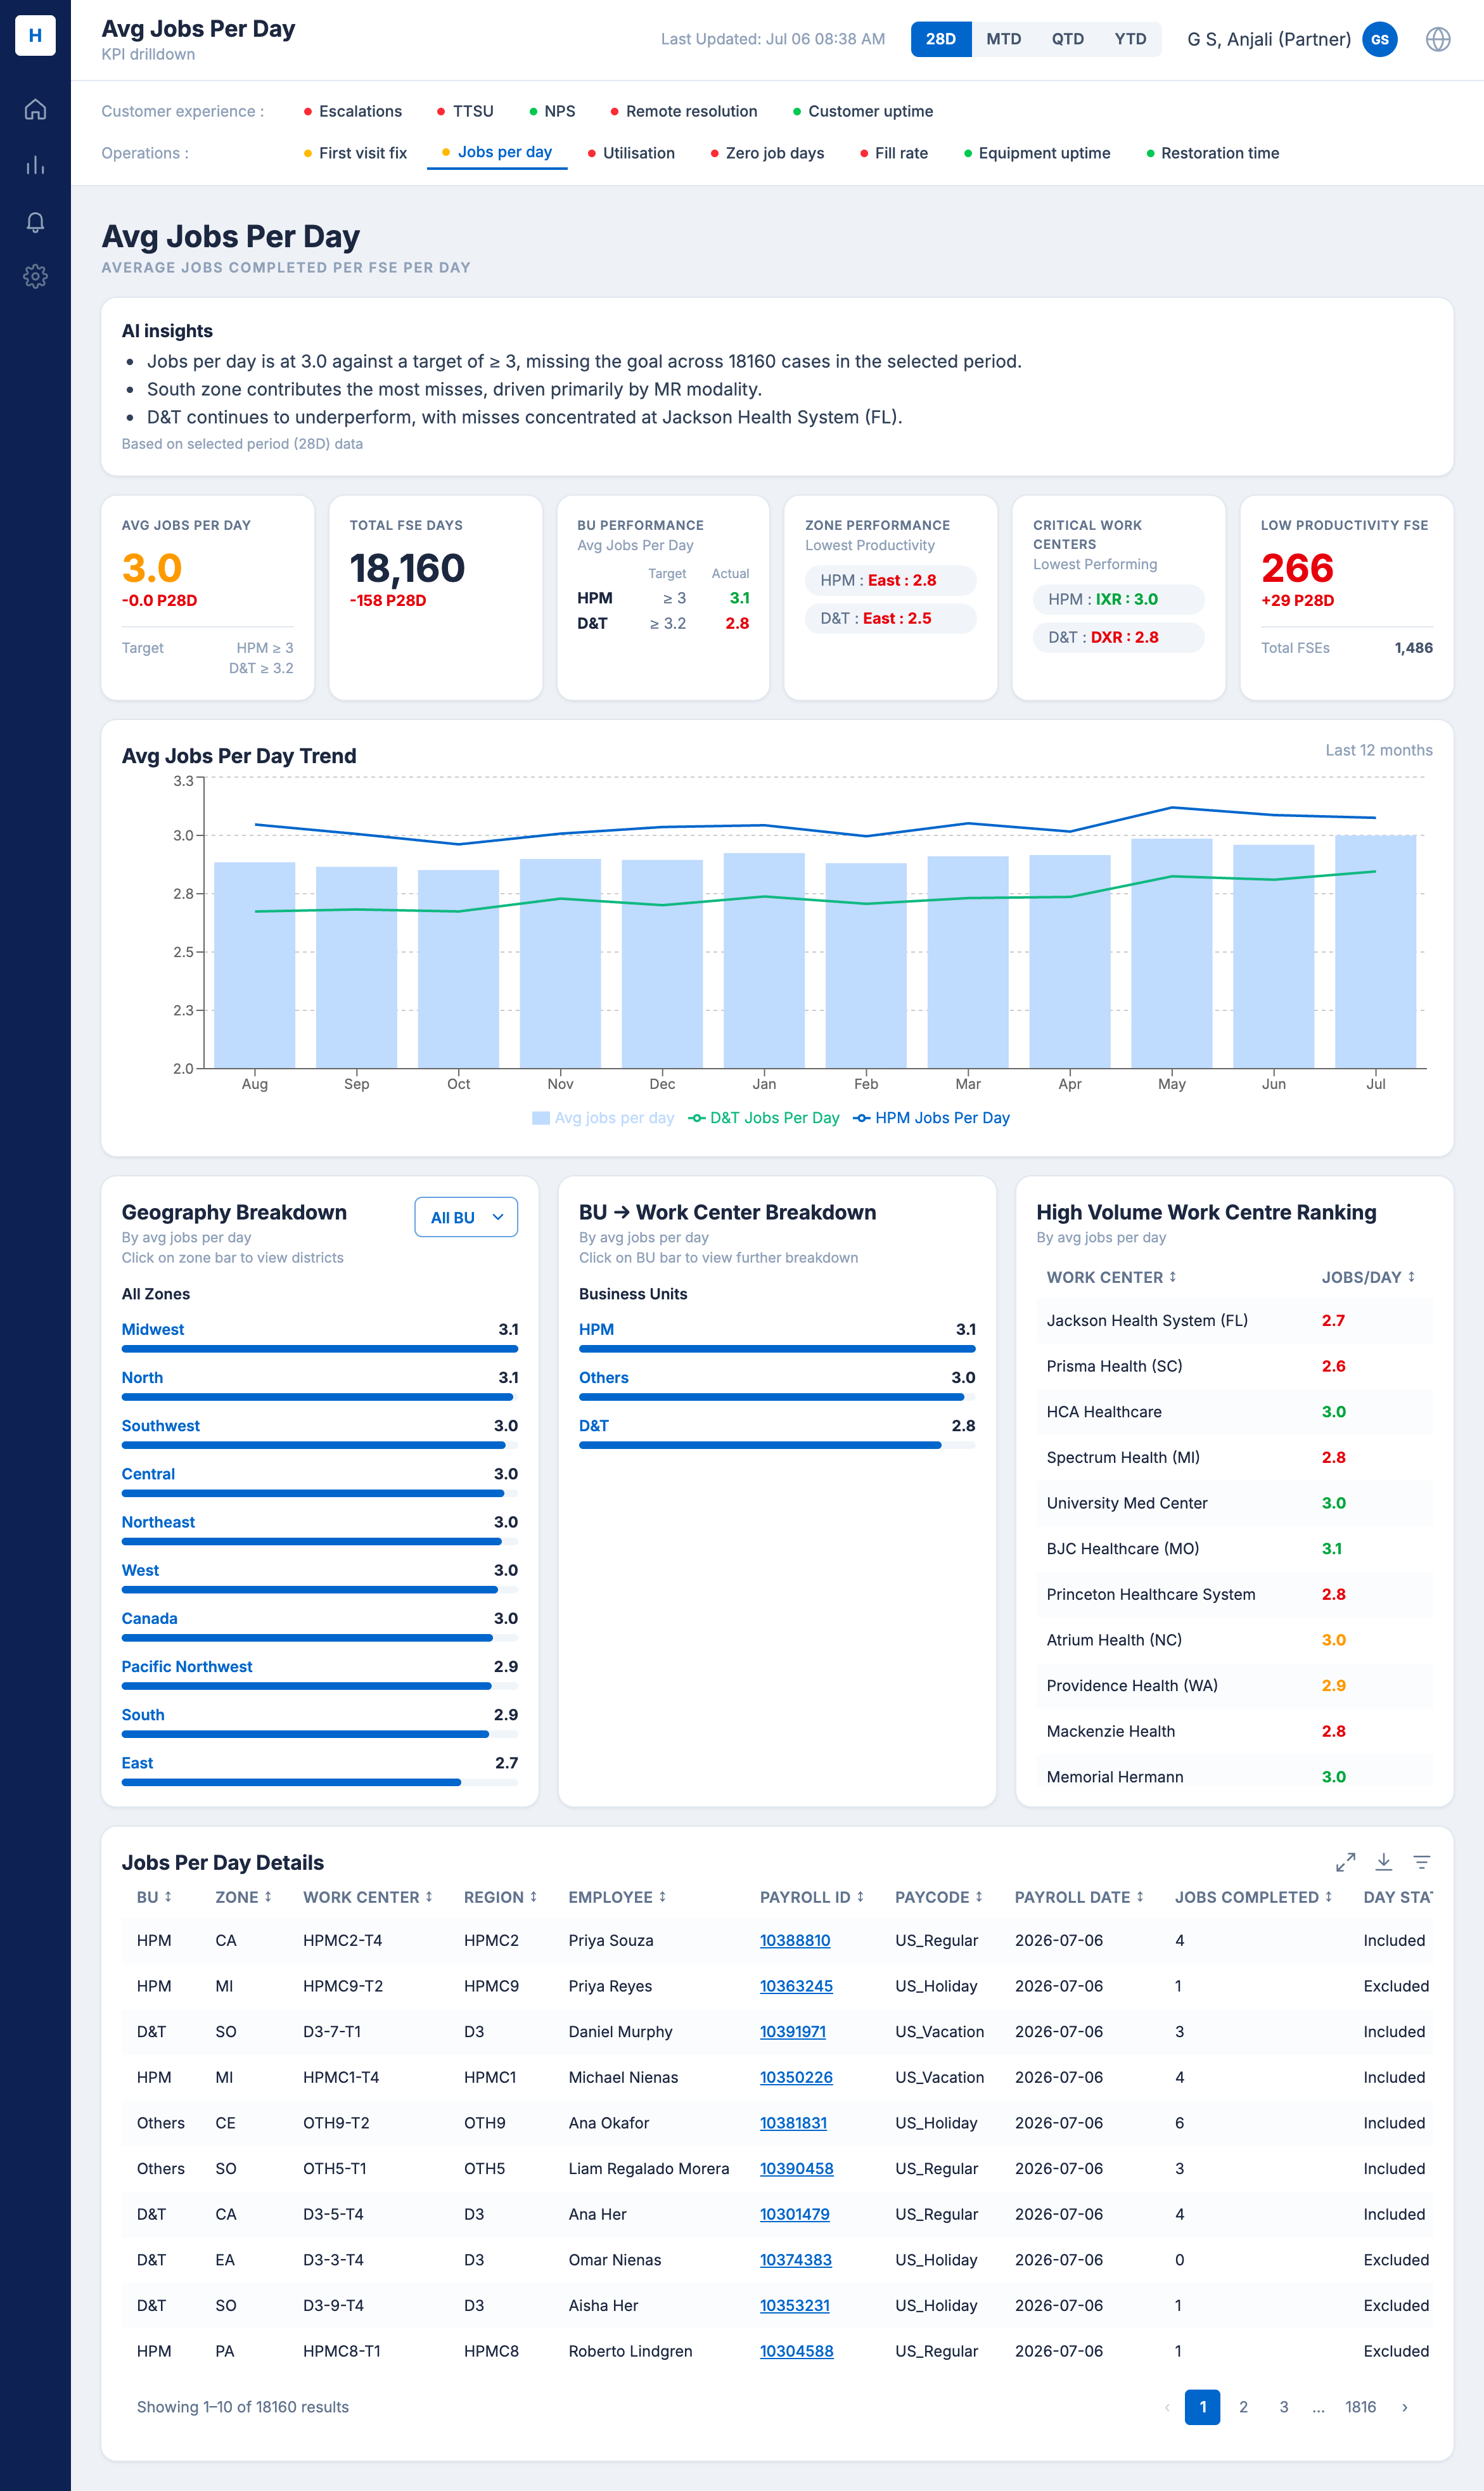 H
Avg Jobs Per Day
KPI drilldown
Last Updated: Jul 06 08:38 AM
28D MTD QTD YTD
G S, Anjali (Partner)
GS
Customer experience :
Escalations TTSU NPS Remote resolution Customer uptime
Operations :
First visit fix Jobs per day Utilisation Zero job days Fill rate Equipment uptime Restoration time
Avg Jobs Per Day
AVERAGE JOBS COMPLETED PER FSE PER DAY
AI insights
• Jobs per day is at 3.0 against a target of ≥ 3, missing the goal across 18160 cases in the selected period.
• South zone contributes the most misses, driven primarily by MR modality.
• D&T continues to underperform, with misses concentrated at Jackson Health System (FL).
Based on selected period (28D) data
AVG JOBS PER DAY
3.0
-0.0 P28D
Target HPM ≥ 3
D&T ≥ 3.2
TOTAL FSE DAYS
18,160
-158 P28D
BU PERFORMANCE
Avg Jobs Per Day
Target Actual
HPM ≥ 3 3.1
D&T ≥ 3.2 2.8
ZONE PERFORMANCE
Lowest Productivity
HPM : East : 2.8
D&T : East : 2.5
CRITICAL WORK
CENTERS
Lowest Performing
HPM : IXR : 3.0
D&T : DXR : 2.8
LOW PRODUCTIVITY FSE
266
+29 P28D
Total FSEs 1,486
Avg Jobs Per Day Trend
Last 12 months
3.3
3.0
2.8
2.5
2.3
2.0
Aug Sep Oct Nov Dec Jan Feb Mar Apr May Jun Jul
Avg jobs per day D&T Jobs Per Day HPM Jobs Per Day
Geography Breakdown
By avg jobs per day
Click on zone bar to view districts
All BU
All Zones
Midwest 3.1
North 3.1
Southwest 3.0
Central 3.0
Northeast 3.0
West 3.0
Canada 3.0
Pacific Northwest 2.9
South 2.9
East 2.7
BU → Work Center Breakdown
By avg jobs per day
Click on BU bar to view further breakdown
Business Units
HPM 3.1
Others 3.0
D&T 2.8
High Volume Work Centre Ranking
By avg jobs per day
WORK CENTER ↕ JOBS/DAY ↕
Jackson Health System (FL) 2.7
Prisma Health (SC) 2.6
HCA Healthcare 3.0
Spectrum Health (MI) 2.8
University Med Center 3.0
BJC Healthcare (MO) 3.1
Princeton Healthcare System 2.8
Atrium Health (NC) 3.0
Providence Health (WA) 2.9
Mackenzie Health 2.8
Memorial Hermann 3.0
Jobs Per Day Details
BU ↕ ZONE ↕ WORK CENTER ↕ REGION ↕ EMPLOYEE ↕ PAYROLL ID ↕ PAYCODE ↕ PAYROLL DATE ↕ JOBS COMPLETED ↕ DAY STAT
HPM CA HPMC2-T4 HPMC2 Priya Souza 10388810 US_Regular 2026-07-06 4 Included
HPM MI HPMC9-T2 HPMC9 Priya Reyes 10363245 US_Holiday 2026-07-06 1 Excluded
D&T SO D3-7-T1 D3 Daniel Murphy 10391971 US_Vacation 2026-07-06 3 Included
HPM MI HPMC1-T4 HPMC1 Michael Nienas 10350226 US_Vacation 2026-07-06 4 Included
Others CE OTH9-T2 OTH9 Ana Okafor 10381831 US_Holiday 2026-07-06 6 Included
Others SO OTH5-T1 OTH5 Liam Regalado Morera 10390458 US_Regular 2026-07-06 3 Included
D&T CA D3-5-T4 D3 Ana Her 10301479 US_Regular 2026-07-06 4 Included
D&T EA D3-3-T4 D3 Omar Nienas 10374383 US_Holiday 2026-07-06 0 Excluded
D&T SO D3-9-T4 D3 Aisha Her 10353231 US_Holiday 2026-07-06 1 Excluded
HPM PA HPMC8-T1 HPMC8 Roberto Lindgren 10304588 US_Regular 2026-07-06 1 Excluded
Showing 1–10 of 18160 results
‹ 1 2 3 ... 1816 ›